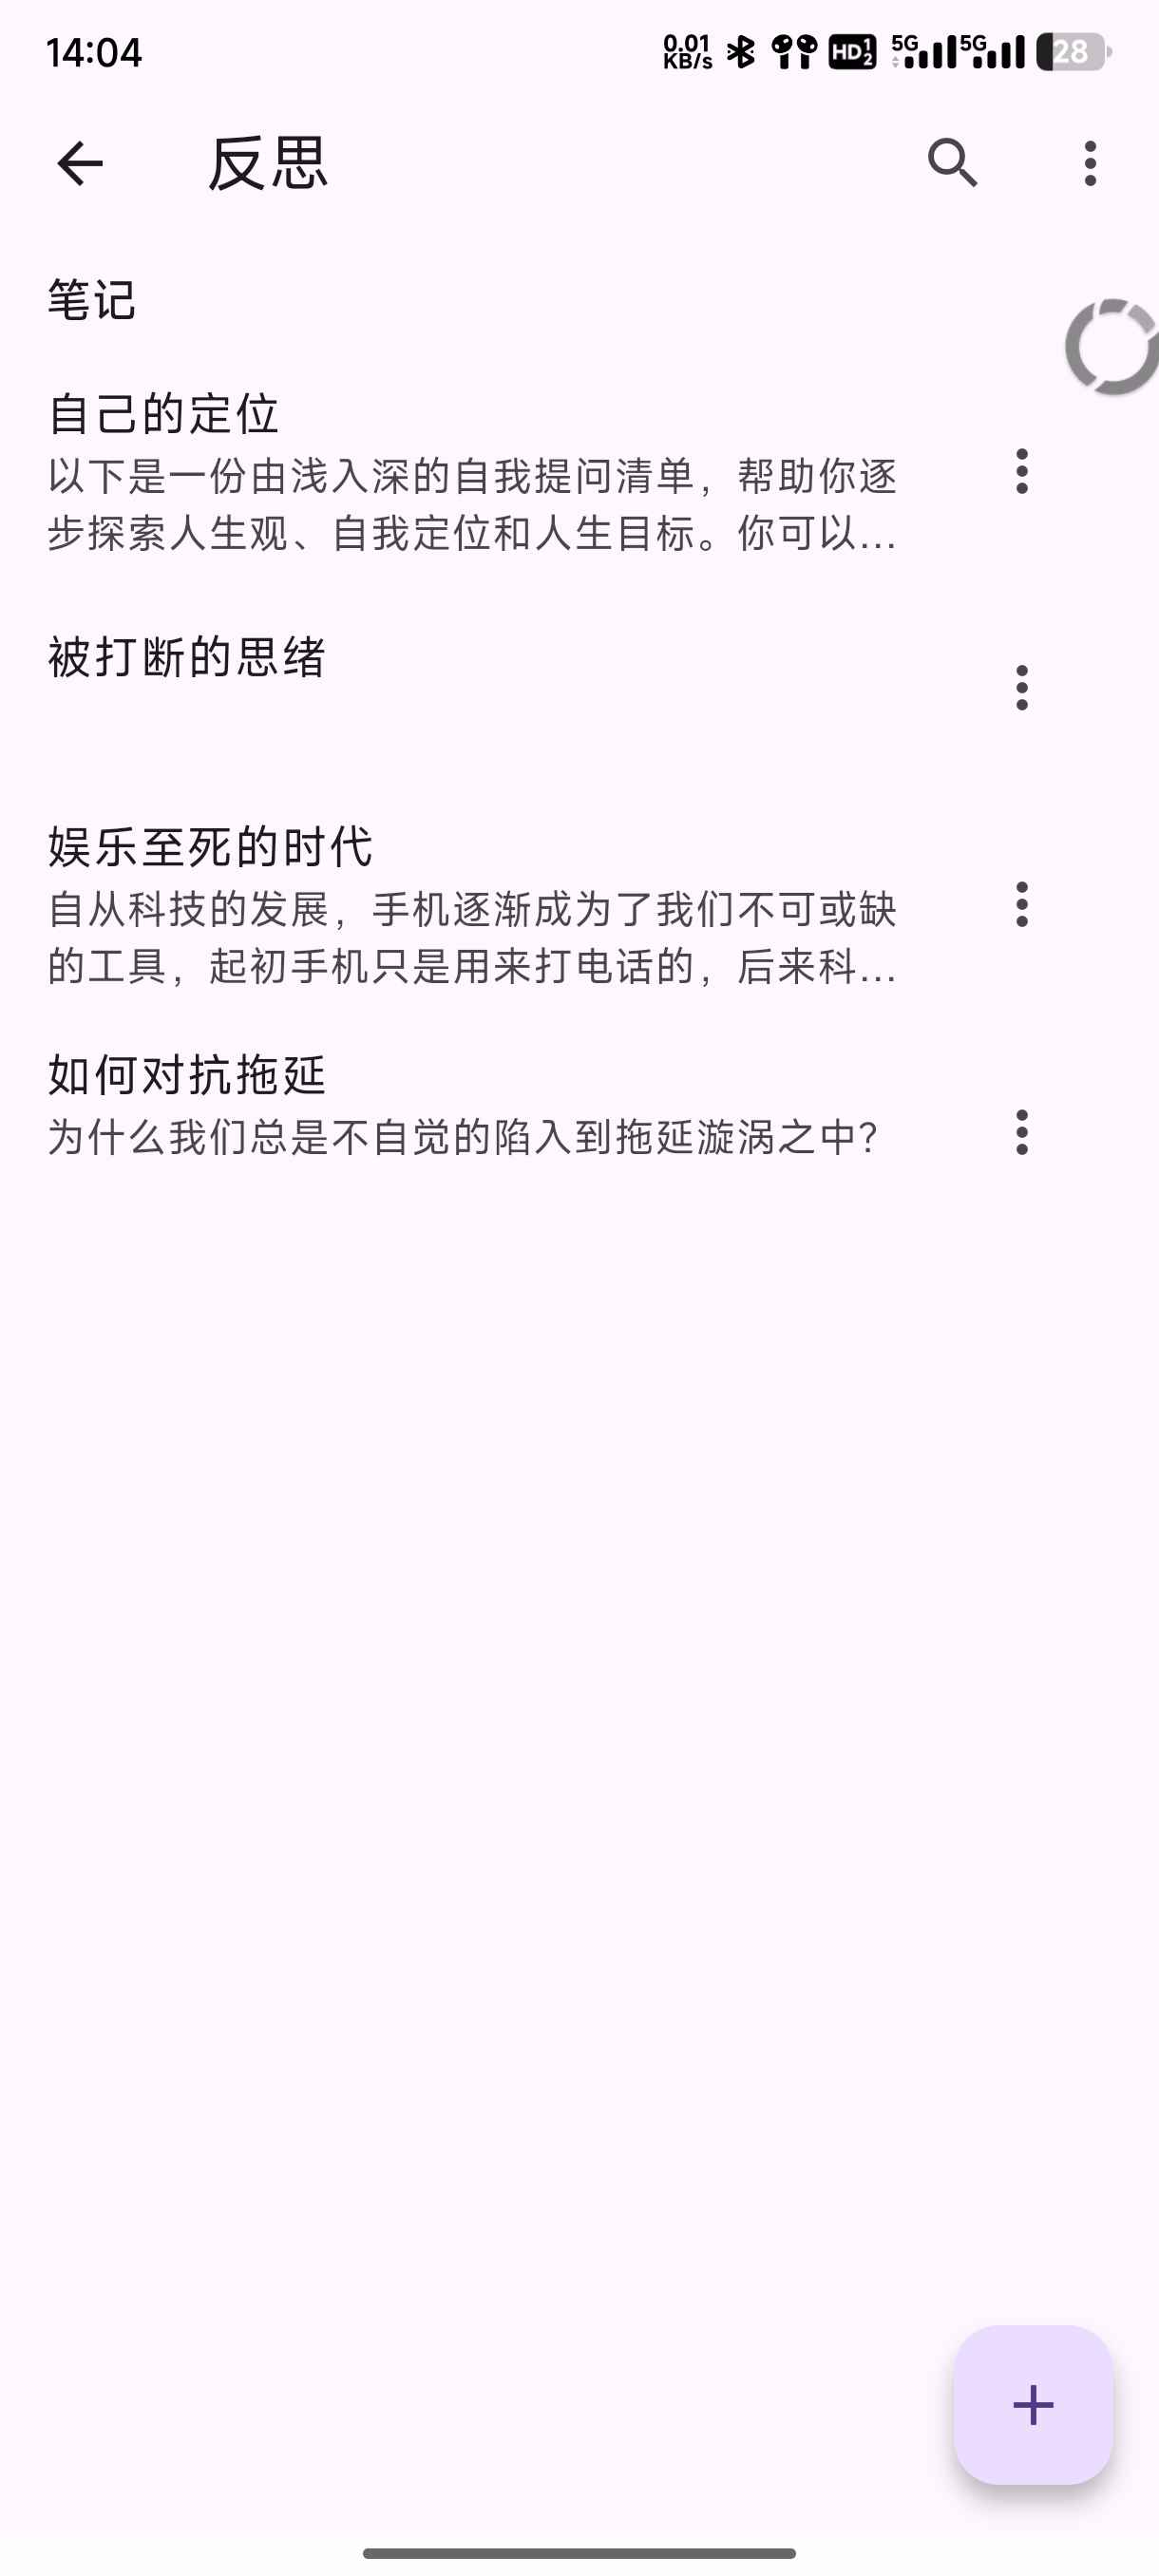 14:04
0.01
KB/s
HD 1 2
5G
5G
28
反思
笔记
自己的定位
以下是一份由浅入深的自我提问清单，帮助你逐
步探索人生观、自我定位和人生目标。你可以...
被打断的思绪
娱乐至死的时代
自从科技的发展，手机逐渐成为了我们不可或缺
的工具，起初手机只是用来打电话的，后来科...
如何对抗拖延
为什么我们总是不自觉的陷入到拖延漩涡之中?